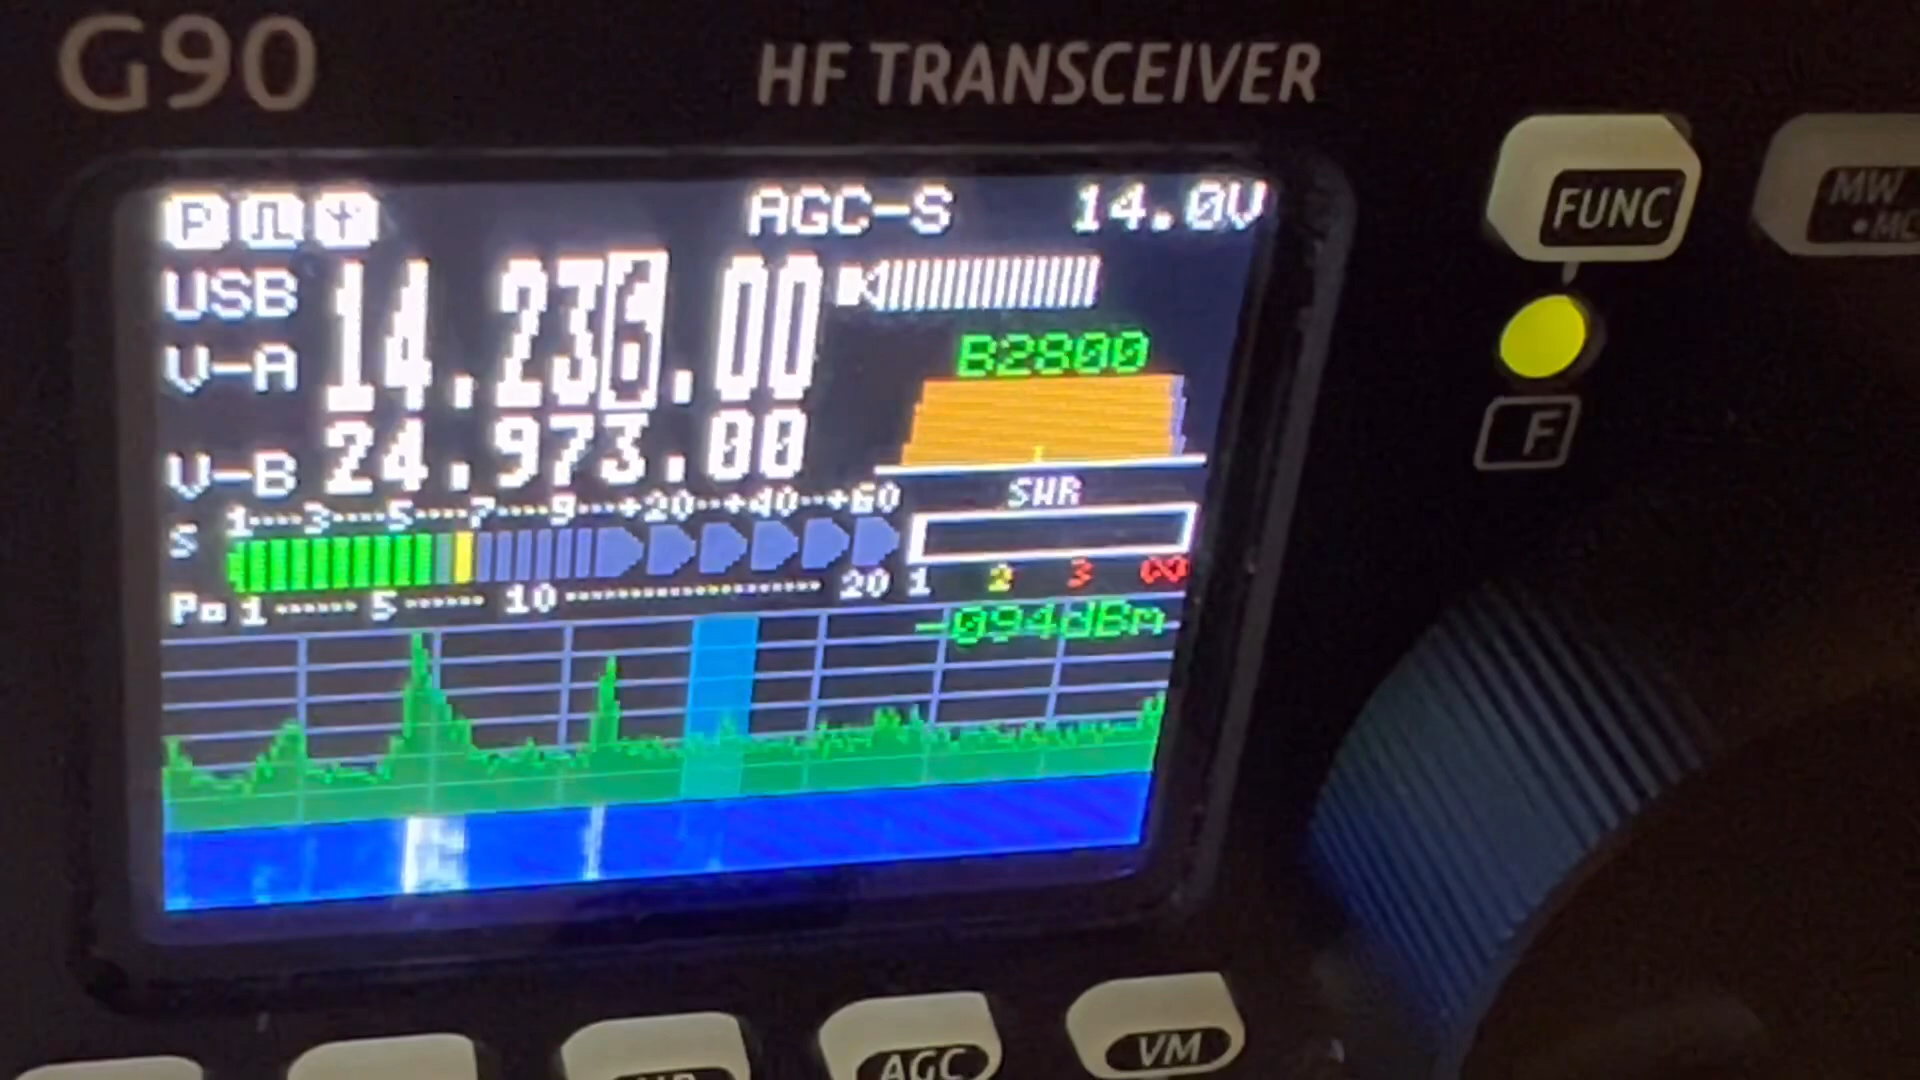 G90
HF TRANSCEIVER
P AGC-S 14.0V
USB 14.236.00
V-A
B2800
V-B 24.973.00
1----3----5----7----9---+20--+40--+60
S
SWR
1 2 3 ∞
Po 1------5------10-------------------20
-094dBm
FUNC
MW
F
AGC
VM